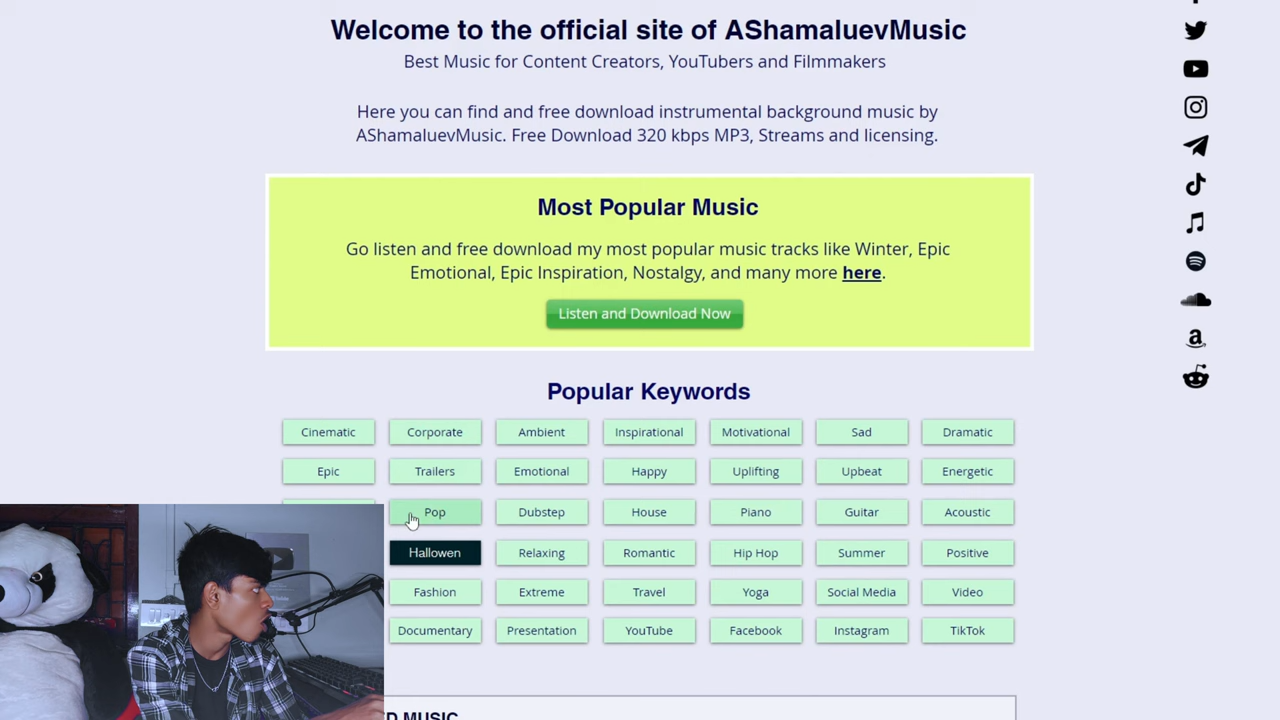 Welcome to the official site of AShamaluevMusic
Best Music for Content Creators, YouTubers and Filmmakers
Here you can find and free download instrumental background music by
AShamaluevMusic. Free Download 320 kbps MP3, Streams and licensing.
Most Popular Music
Go listen and free download my most popular music tracks like Winter, Epic
Emotional, Epic Inspiration, Nostalgy, and many more here.
Listen and Download Now
Popular Keywords
Cinematic Corporate Ambient Inspirational Motivational Sad Dramatic
Epic Trailers Emotional Happy Uplifting Upbeat Energetic
Pop Dubstep House Piano Guitar Acoustic
Hallowen Relaxing Romantic Hip Hop Summer Positive
Fashion Extreme Travel Yoga Social Media Video
Documentary Presentation YouTube Facebook Instagram TikTok
MUSIC